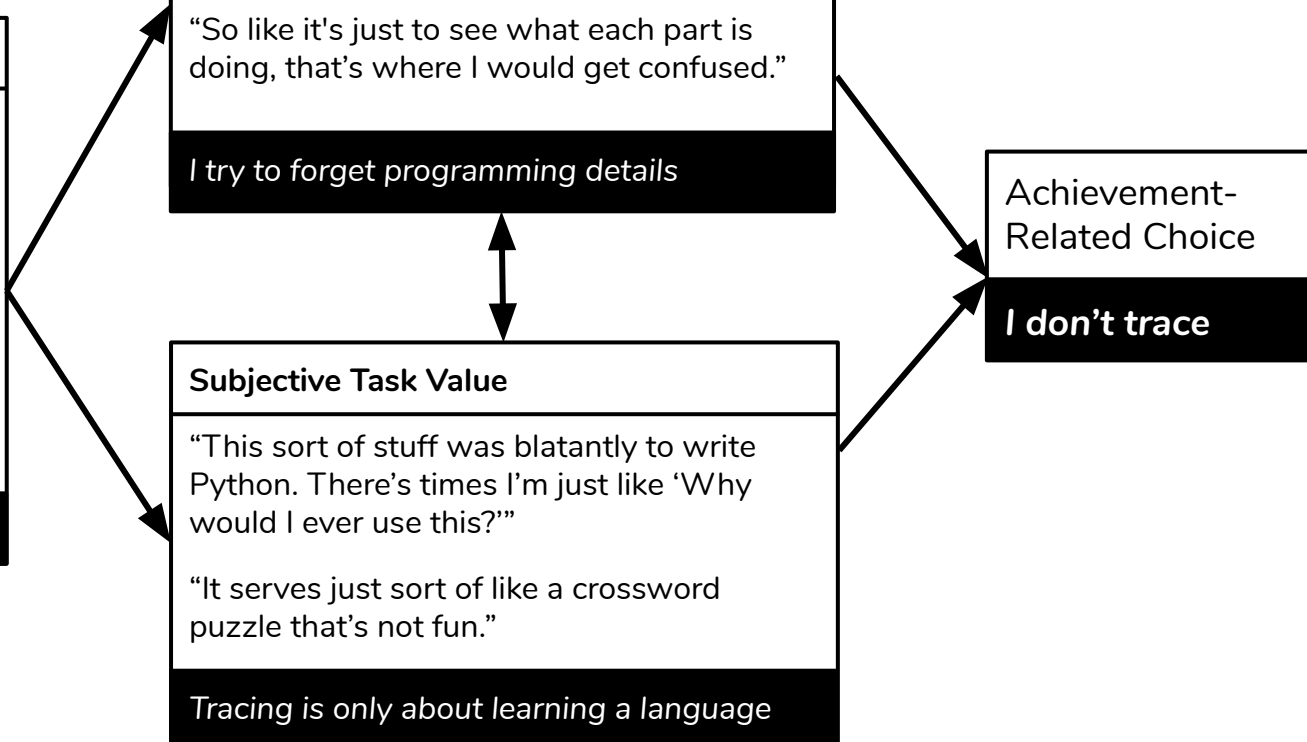 “So like it's just to see what each part is
doing, that’s where I would get confused.”
I try to forget programming details
Achievement-
Related Choice
I don’t trace
Subjective Task Value
“This sort of stuff was blatantly to write
Python. There’s times I’m just like ‘Why
would I ever use this?’”
“It serves just sort of like a crossword
puzzle that’s not fun.”
Tracing is only about learning a language